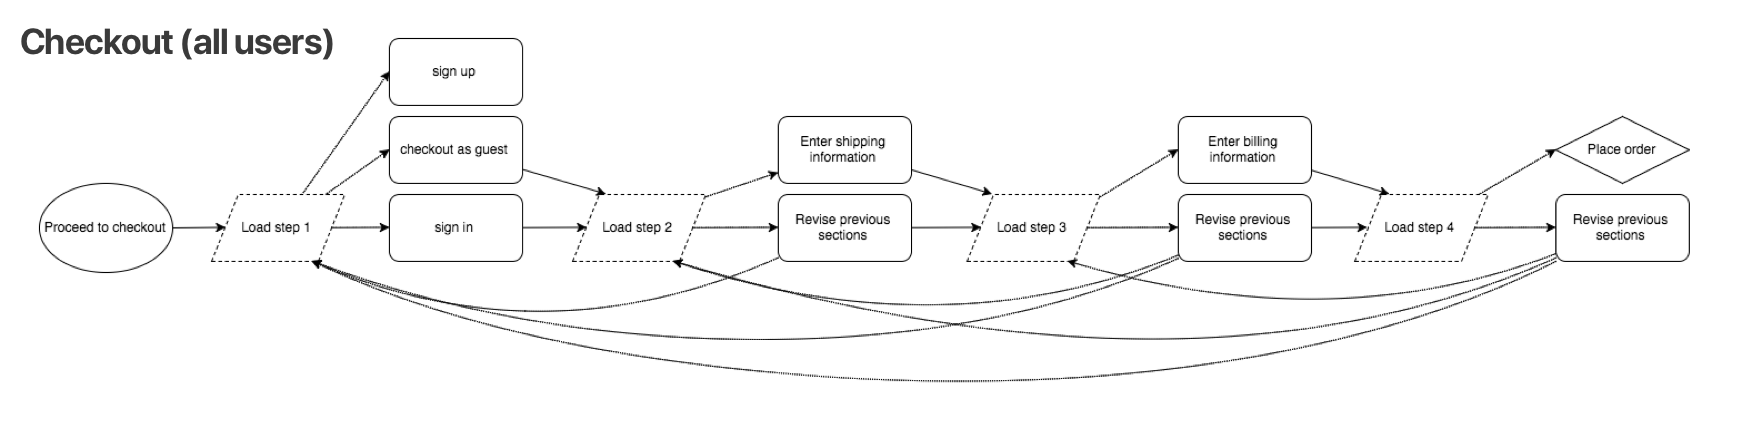 Checkout (all users)
sign up
checkout as guest
Enter shipping
information
Enter billing
information
Place order
Proceed to checkout
Load step 1
sign in
Load step 2
Revise previous
sections
Load step 3
Revise previous
sections
Load step 4
Revise previous
sections